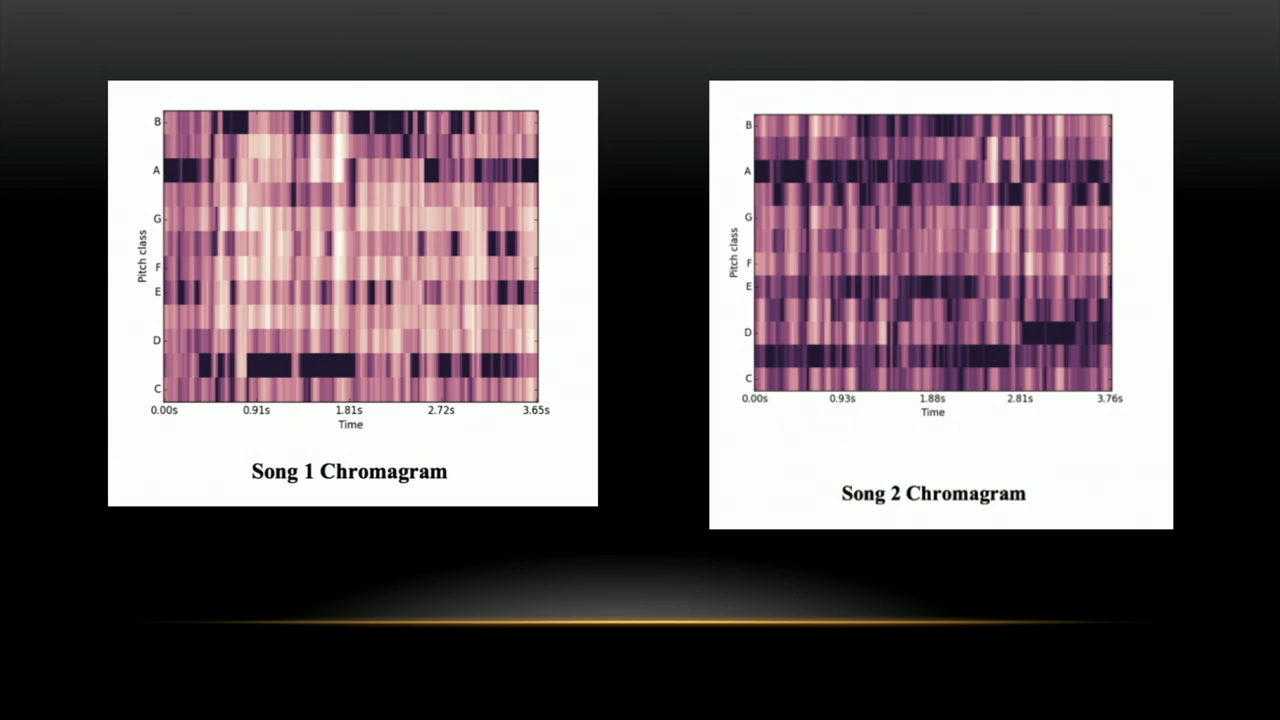 B
A
G
F
E
D
C
Pitch class
0.00s 0.91s 1.81s 2.72s 3.65s
Time
Song 1 Chromagram
B
A
G
F
E
D
C
Pitch class
0.00s 0.93s 1.88s 2.81s 3.76s
Time
Song 2 Chromagram